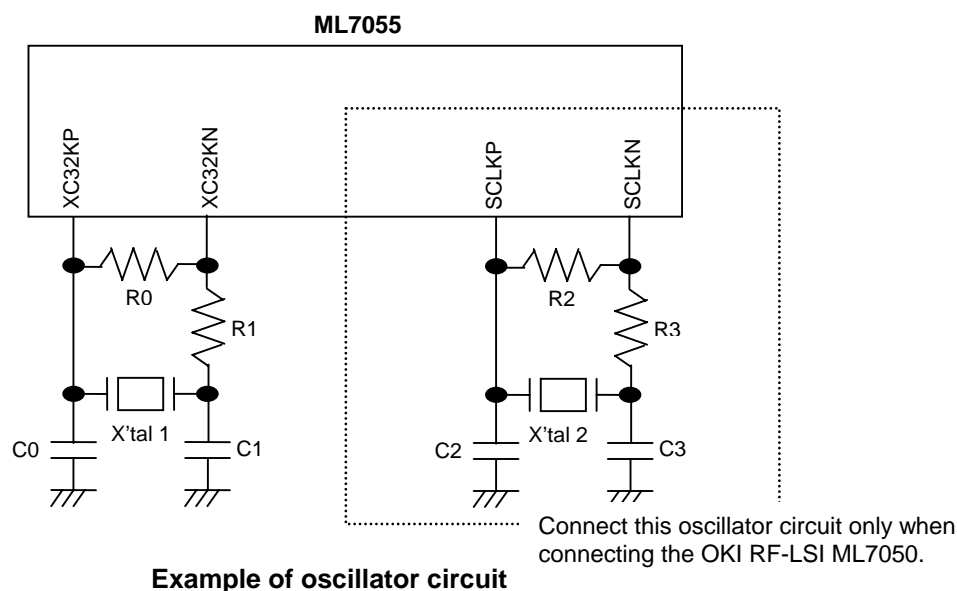 ML7055
XC32KP
XC32KN
SCLKP
SCLKN
R0
R2
R1
R3
X'tal 1
X'tal 2
C0
C1
C2
C3
Connect this oscillator circuit only when
connecting the OKI RF-LSI ML7050.
Example of oscillator circuit